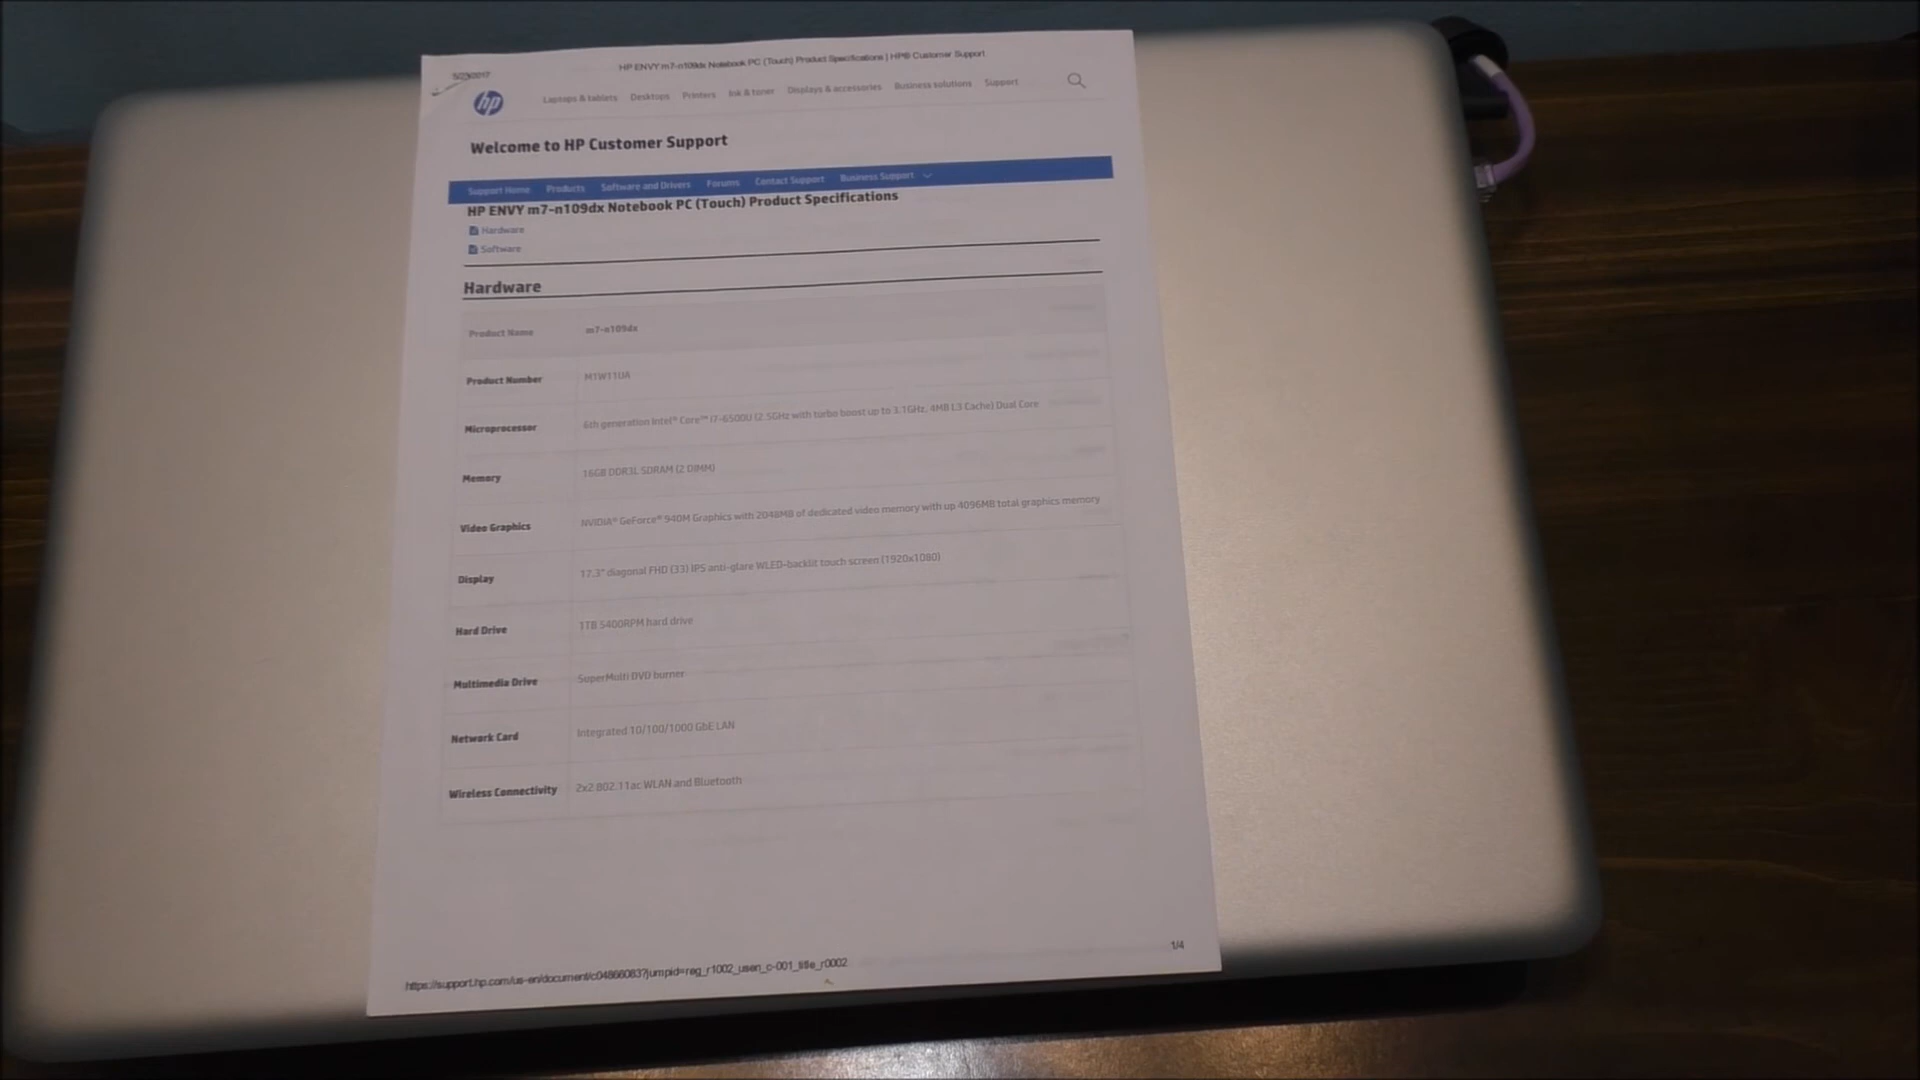 5/23/2017
HP ENVY m7-n109dx Notebook PC (Touch) Product Specifications | HP® Customer Support
hp
Laptops & tablets Desktops Printers Ink & toner Displays & accessories Business solutions Support
Welcome to HP Customer Support
Support Home Products Software and Drivers Forums Contact Support Business Support
HP ENVY m7-n109dx Notebook PC (Touch) Product Specifications
Hardware
Software
Hardware
Product Name m7-n109dx
Product Number M1W11UA
Microprocessor 6th generation Intel® Core™ i7-6500U (2.5GHz with turbo boost up to 3.1GHz, 4MB L3 Cache) Dual Core
Memory 16GB DDR3L SDRAM (2 DIMM)
Video Graphics NVIDIA® GeForce® 940M Graphics with 2048MB of dedicated video memory with up 4096MB total graphics memory
Display 17.3" diagonal FHD (33) IPS anti-glare WLED-backlit touch screen (1920x1080)
Hard Drive 1TB 5400RPM hard drive
Multimedia Drive SuperMulti DVD burner
Network Card Integrated 10/100/1000 GbE LAN
Wireless Connectivity 2x2 802.11ac WLAN and Bluetooth
https://support.hp.com/us-en/document/c04866083?jumpid=reg_r1002_usen_c-001_title_r0002
1/4